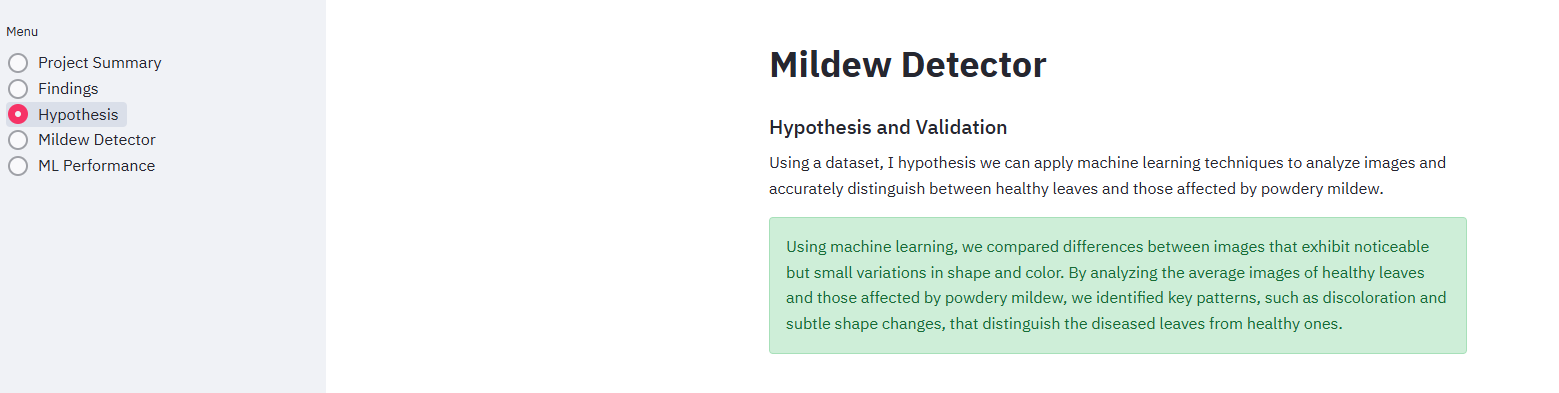 Menu
Project Summary
Findings
Hypothesis
Mildew Detector
ML Performance
Mildew Detector
Hypothesis and Validation
Using a dataset, I hypothesis we can apply machine learning techniques to analyze images and
accurately distinguish between healthy leaves and those affected by powdery mildew.
Using machine learning, we compared differences between images that exhibit noticeable
but small variations in shape and color. By analyzing the average images of healthy leaves
and those affected by powdery mildew, we identified key patterns, such as discoloration and
subtle shape changes, that distinguish the diseased leaves from healthy ones.